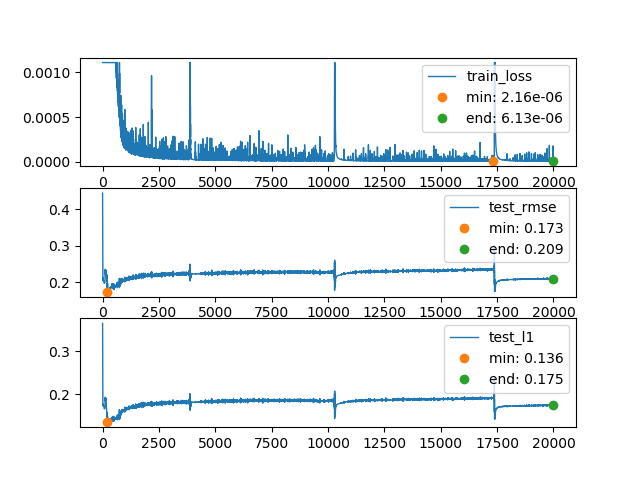 0.0010
0.0005
0.0000
train_loss
min: 2.16e-06
end: 6.13e-06
0 2500 5000 7500 10000 12500 15000 17500 20000
0.4
0.3
0.2
test_rmse
min: 0.173
end: 0.209
0 2500 5000 7500 10000 12500 15000 17500 20000
0.3
0.2
test_l1
min: 0.136
end: 0.175
0 2500 5000 7500 10000 12500 15000 17500 20000